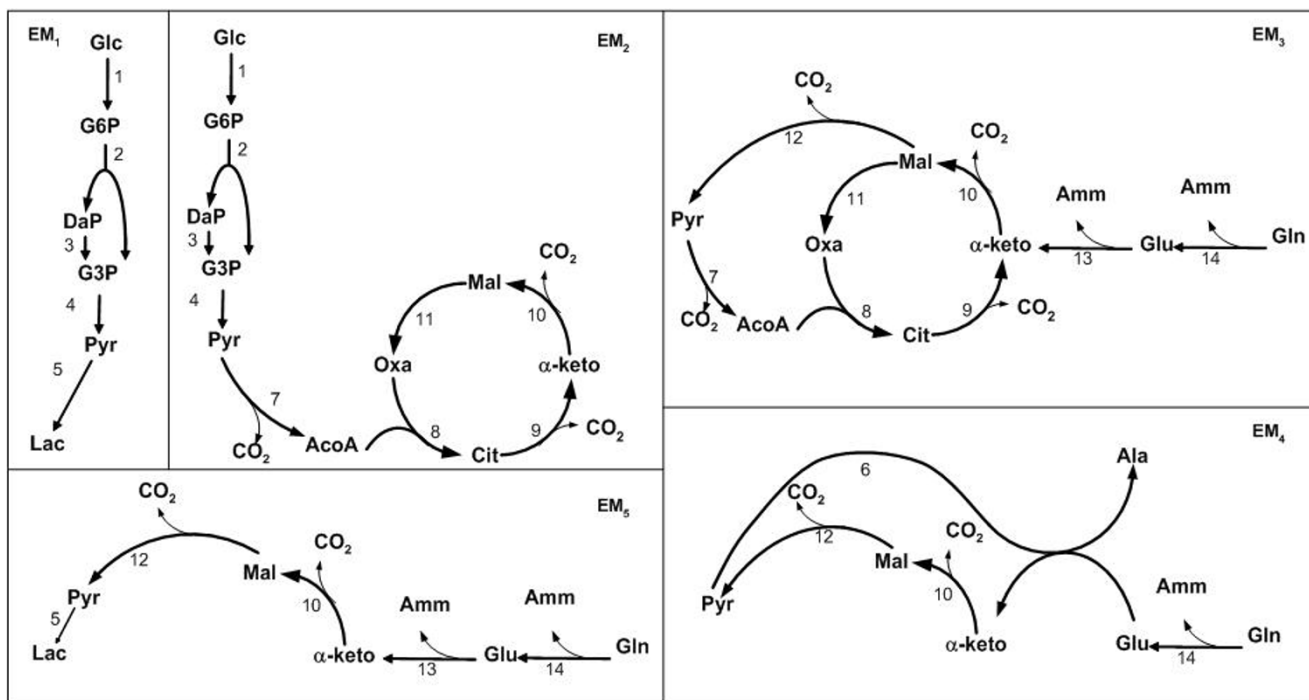 EM1
Glc
1
G6P
2
DaP
3
G3P
4
Pyr
5
Lac
EM2
Glc
1
G6P
2
DaP
3
G3P
4
Pyr
7
CO2
AcoA
Mal
CO2
11
10
Oxa
α-keto
8
9
CO2
Cit
EM3
CO2
12
Mal
CO2
11
10
Amm
Amm
Pyr
Oxa
α-keto
13
Glu
14
Gln
7
CO2
AcoA
8
9
CO2
Cit
EM4
6
Ala
CO2
12
CO2
Mal
10
Amm
Pyr
α-keto
Glu
14
Gln
EM5
CO2
12
CO2
Mal
Pyr
10
Amm
Amm
5
Lac
α-keto
13
Glu
14
Gln